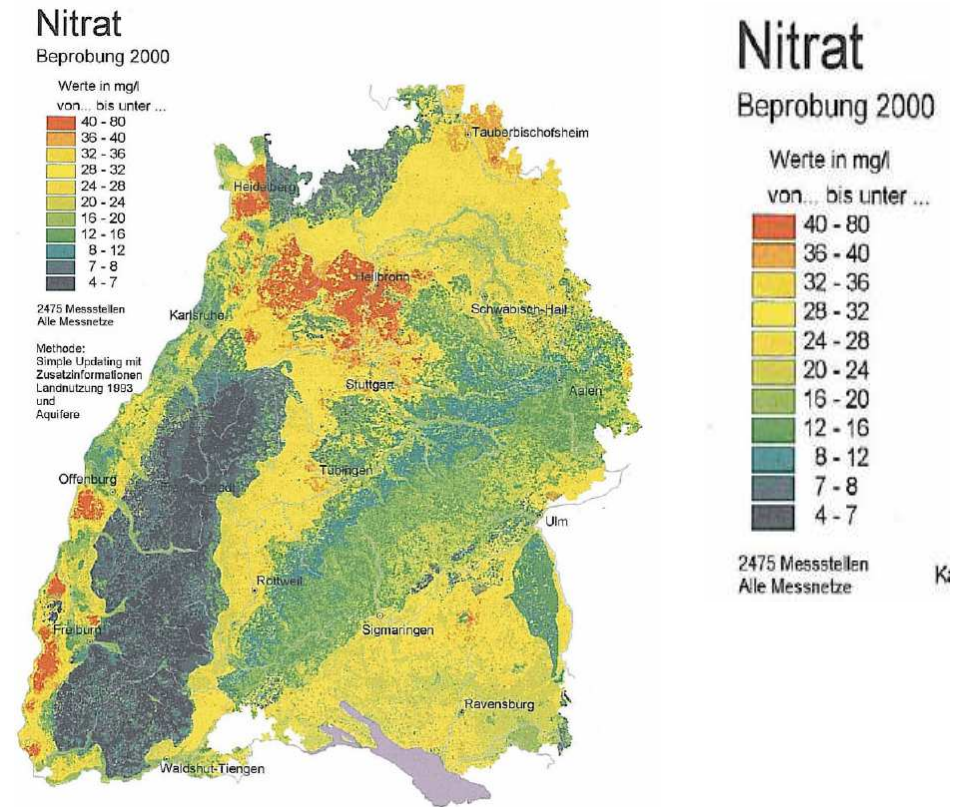 Nitrat
Beprobung 2000
Werte in mg/l
von... bis unter ...
40 - 80
36 - 40
32 - 36
28 - 32
24 - 28
20 - 24
16 - 20
12 - 16
8 - 12
7 - 8
4 - 7
2475 Messstellen
Alle Messnetze
Methode:
Simple Updating mit
Zusatzinformationen
Landnutzung 1993
und
Aquifere
Tauberbischofsheim
Heidelberg
Heilbronn
Schwäbisch-Hall
Karlsruhe
Stuttgart
Aalen
Tübingen
Offenburg
Ulm
Rottweil
Freiburg
Sigmaringen
Ravensburg
Waldshut-Tiengen
Nitrat
Beprobung 2000
Werte in mg/l
von... bis unter ...
40 - 80
36 - 40
32 - 36
28 - 32
24 - 28
20 - 24
16 - 20
12 - 16
8 - 12
7 - 8
4 - 7
2475 Messstellen
Alle Messnetze